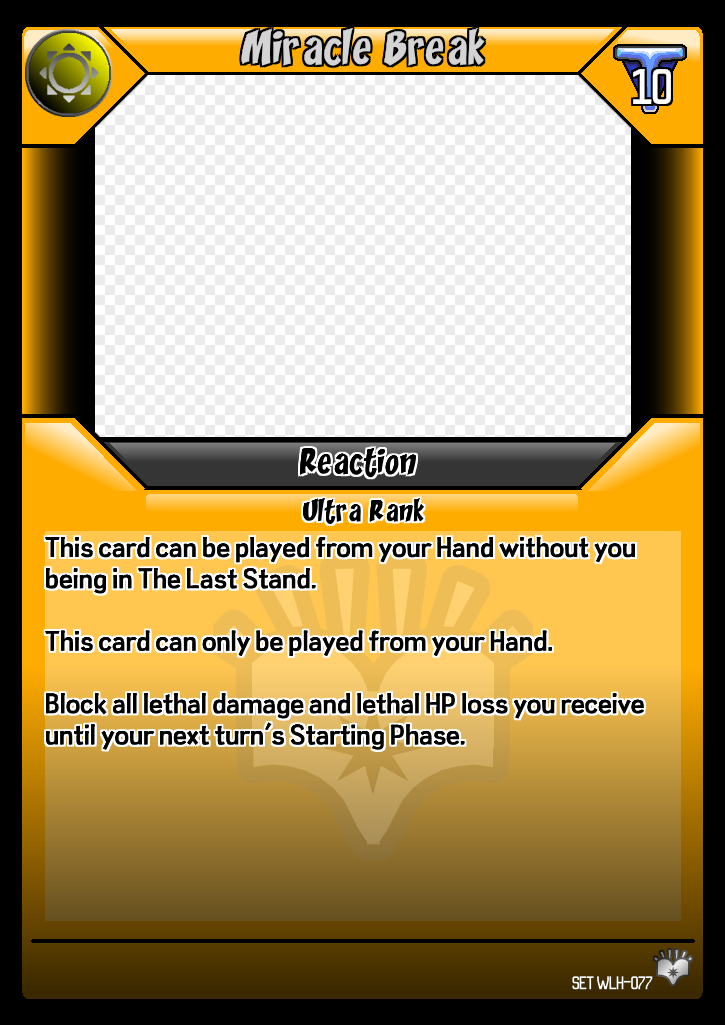 Miracle Break
10
Reaction
Ultra Rank
This card can be played from your Hand without you
being in The Last Stand.
This card can only be played from your Hand.
Block all lethal damage and lethal HP loss you receive
until your next turn's Starting Phase.
SET WLH-077